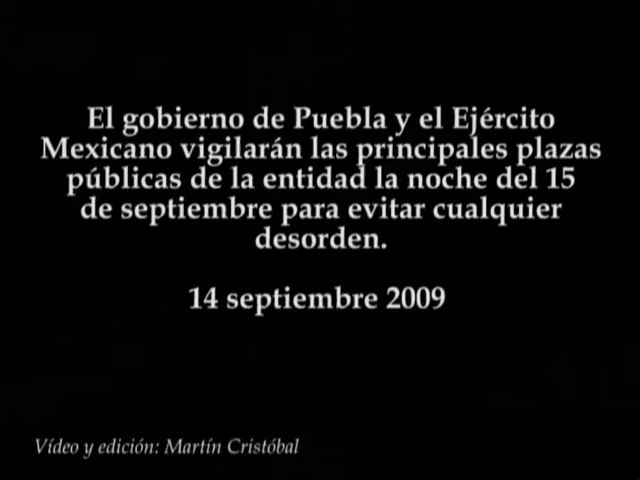 El gobierno de Puebla y el Ejército
Mexicano vigilarán las principales plazas
públicas de la entidad la noche del 15
de septiembre para evitar cualquier
desorden.
14 septiembre 2009
Vídeo y edición: Martín Cristóbal